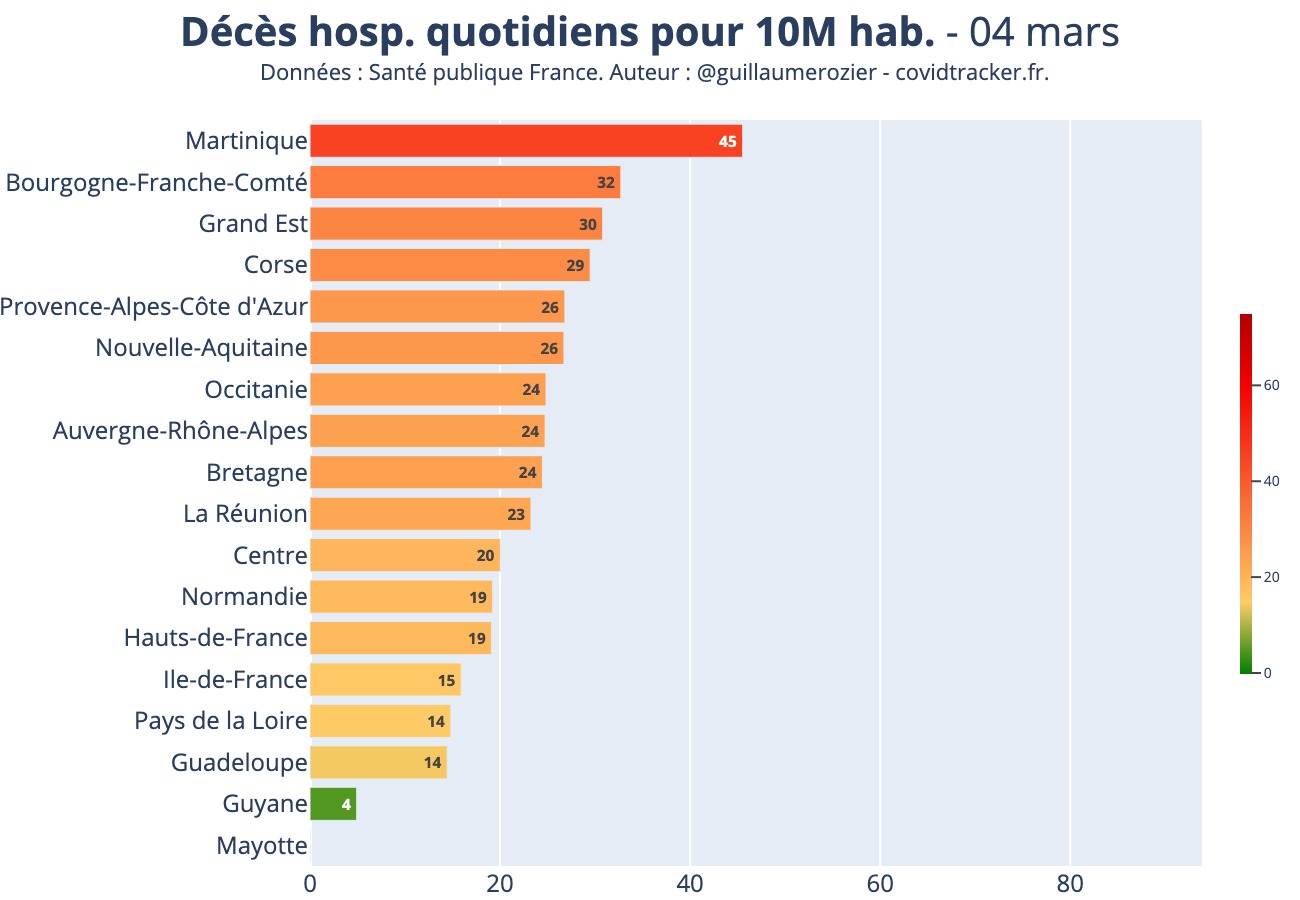 Décès hosp. quotidiens pour 10M hab. - 04 mars
Données : Santé publique France. Auteur : @guillaumerozier - covidtracker.fr.
Martinique 45
Bourgogne-Franche-Comté 32
Grand Est 30
Corse 29
Provence-Alpes-Côte d'Azur 26
Nouvelle-Aquitaine 26
Occitanie 24
Auvergne-Rhône-Alpes 24
Bretagne 24
La Réunion 23
Centre 20
Normandie 19
Hauts-de-France 19
Ile-de-France 15
Pays de la Loire 14
Guadeloupe 14
Guyane 4
Mayotte
0 20 40 60 80
60
40
20
0